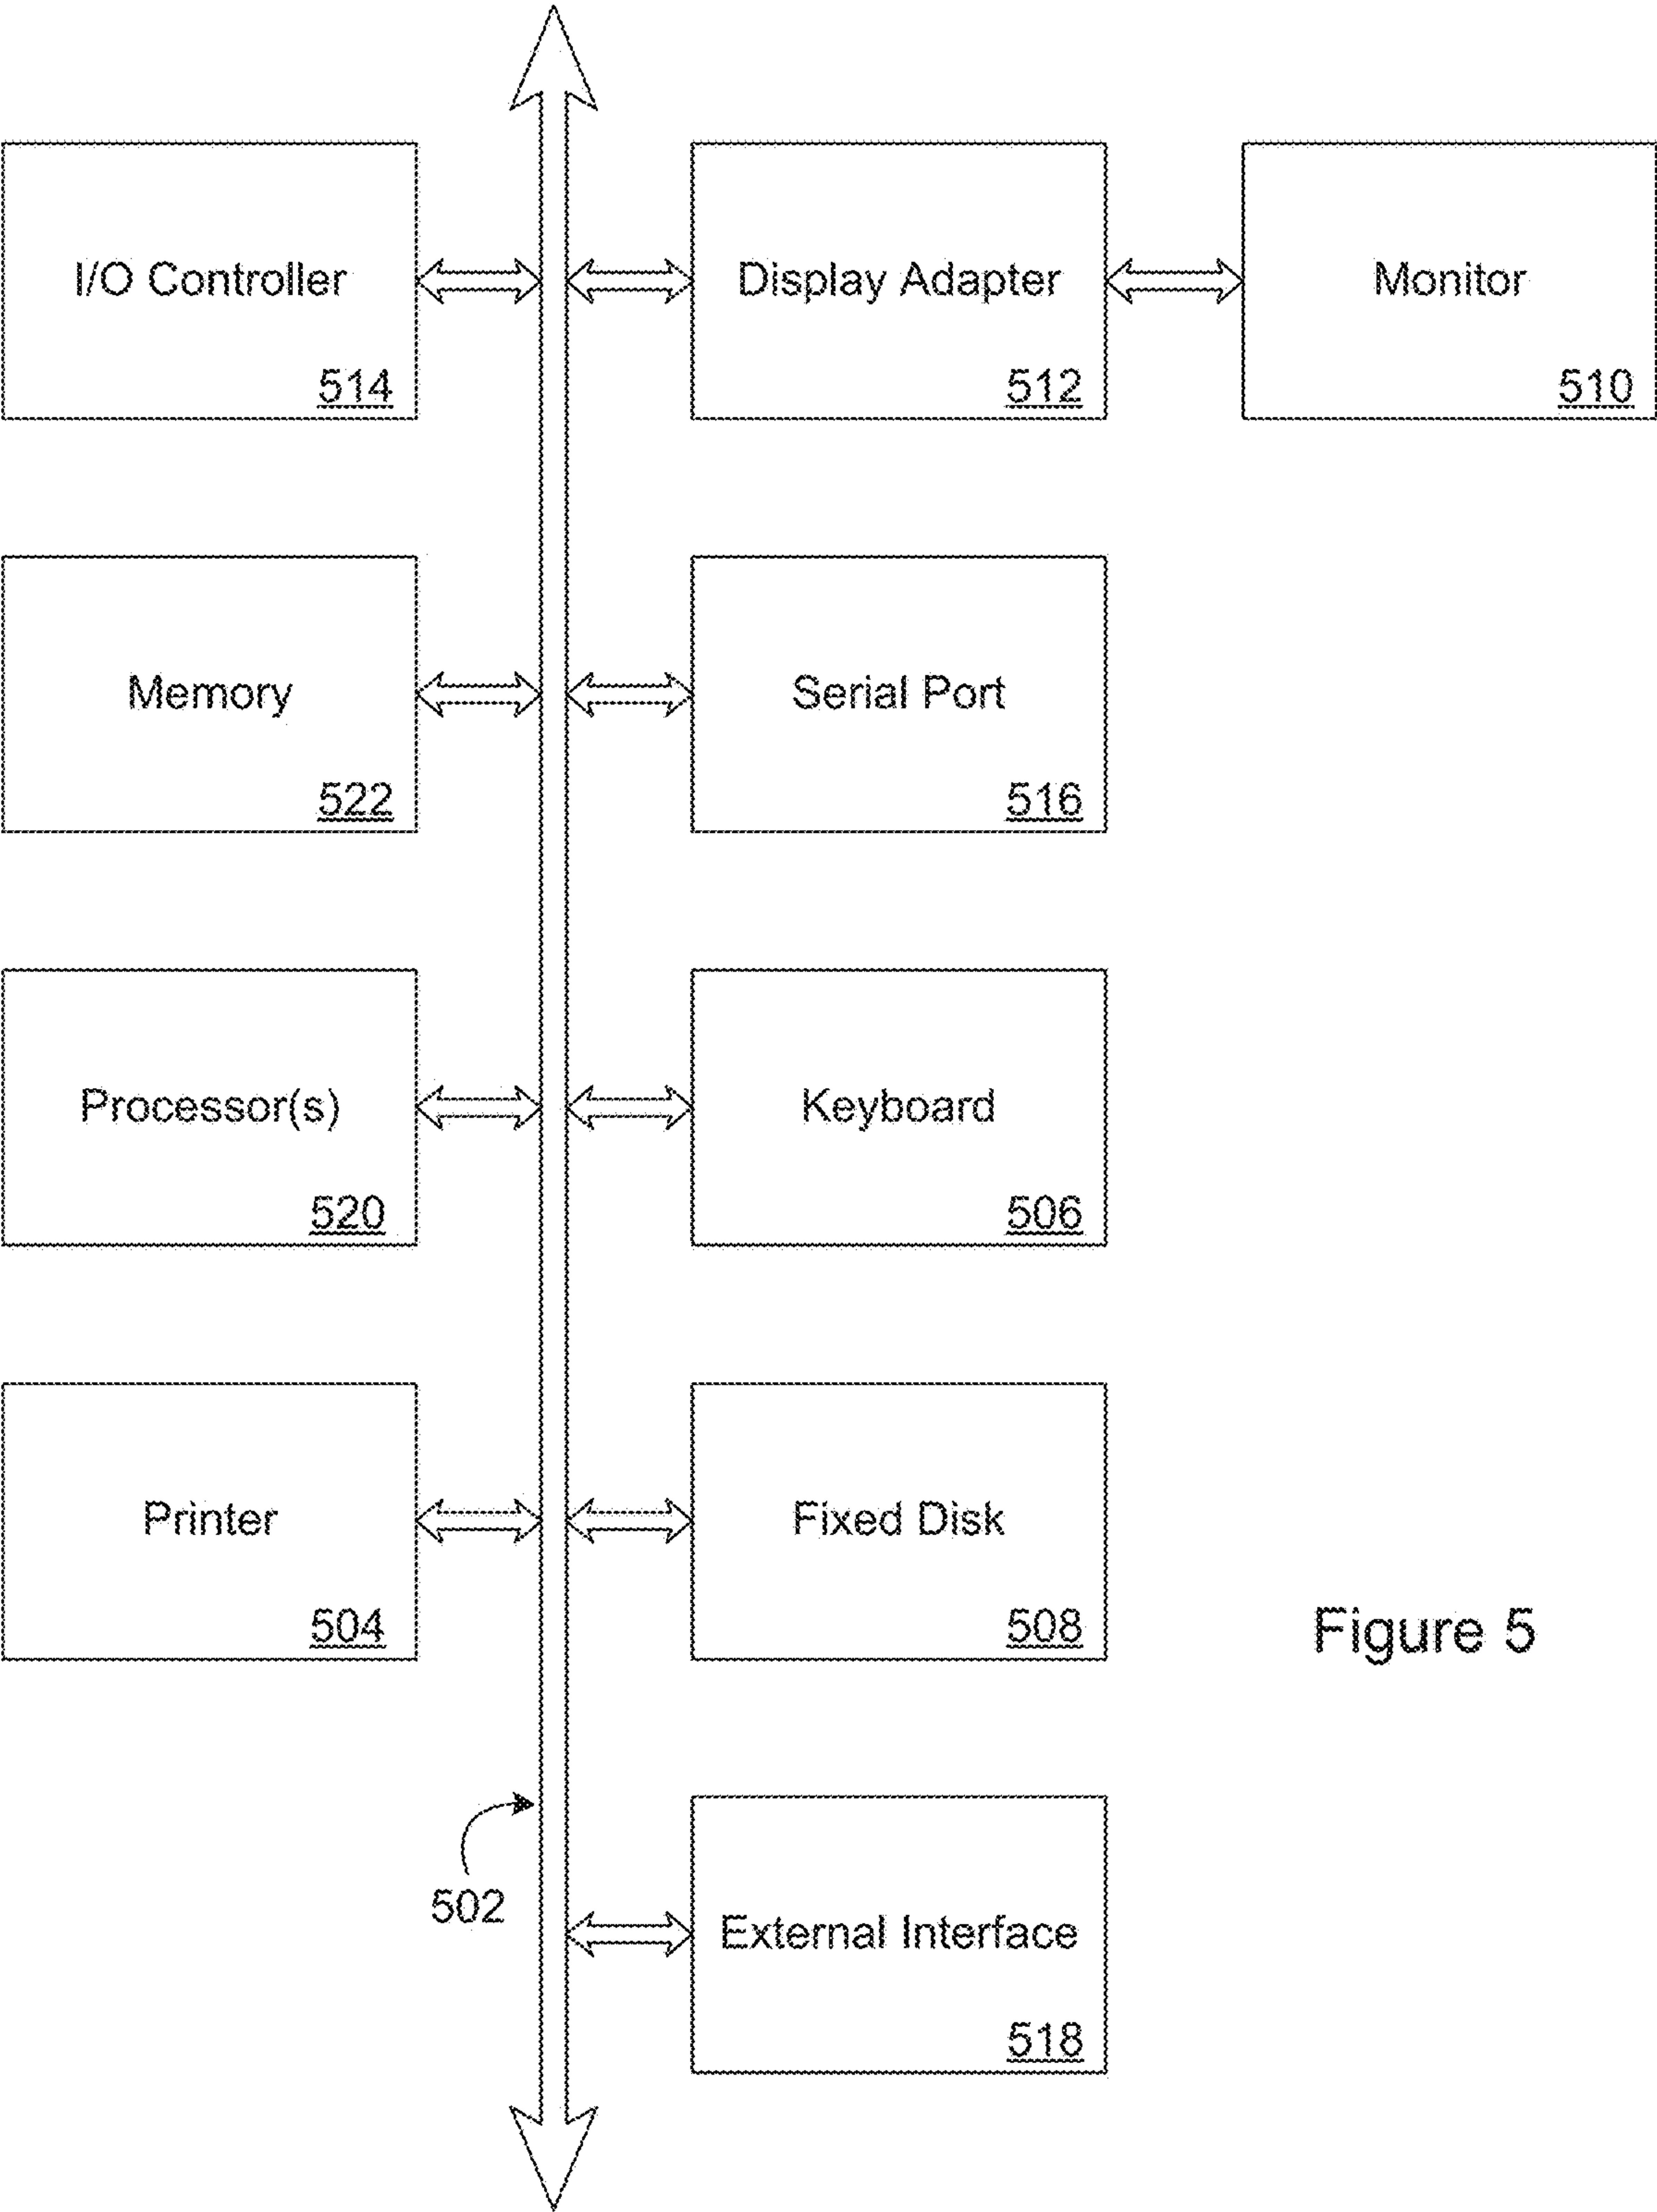 I/O Controller
514
Display Adapter
512
Monitor
510
Memory
522
Serial Port
516
Processor(s)
520
Keyboard
506
Printer
504
Fixed Disk
508
Figure 5
502
External Interface
518